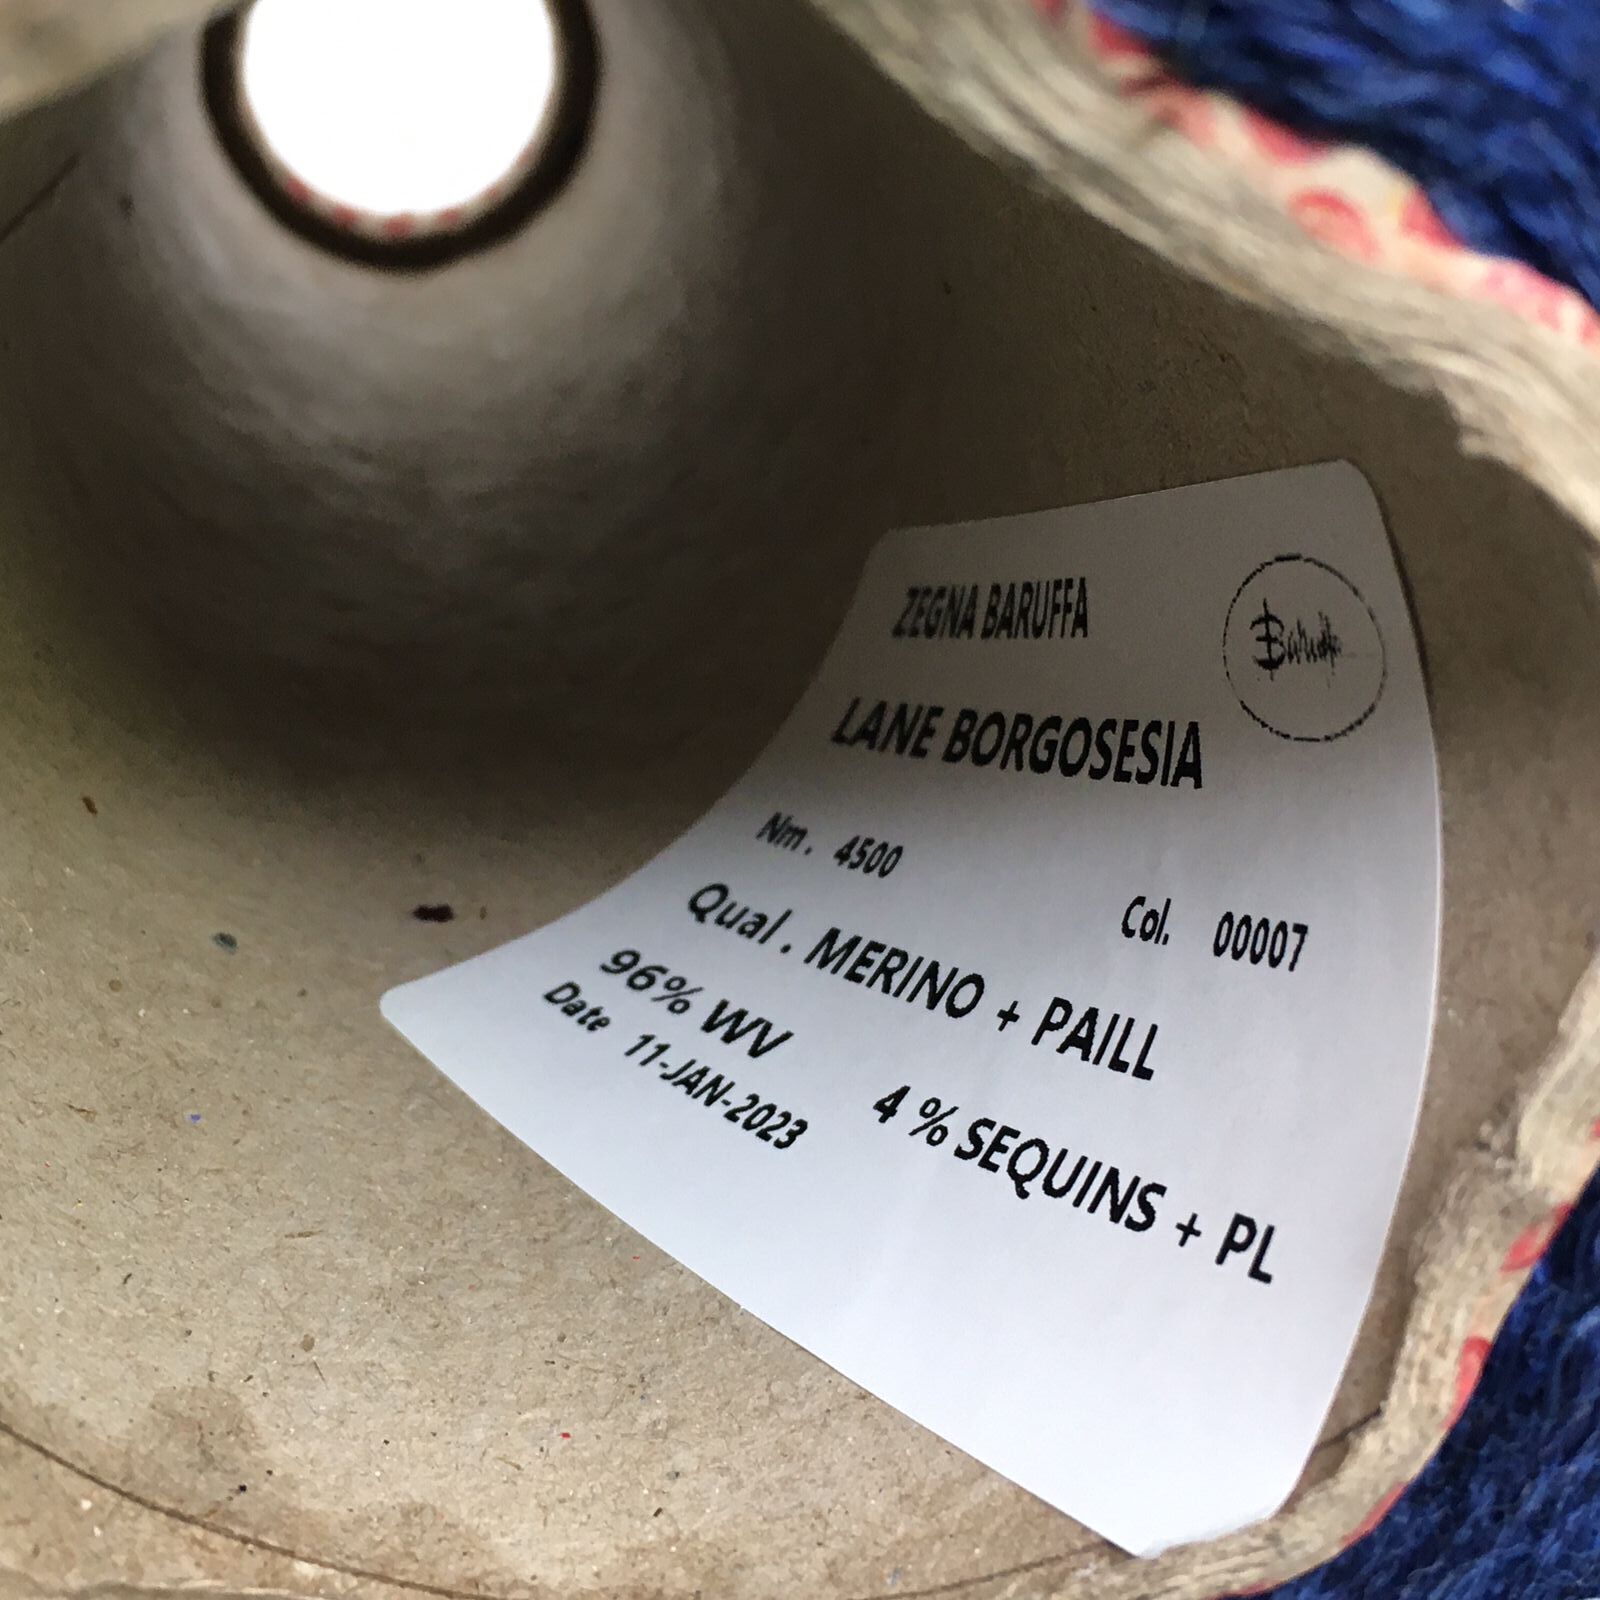 ZEGNA BARUFFA
Baruffa
LANE BORGOSESIA
Nm. 4500
Col. 00007
Qual. MERINO + PAILL
96% WV 4 % SEQUINS + PL
Date 11-JAN-2023